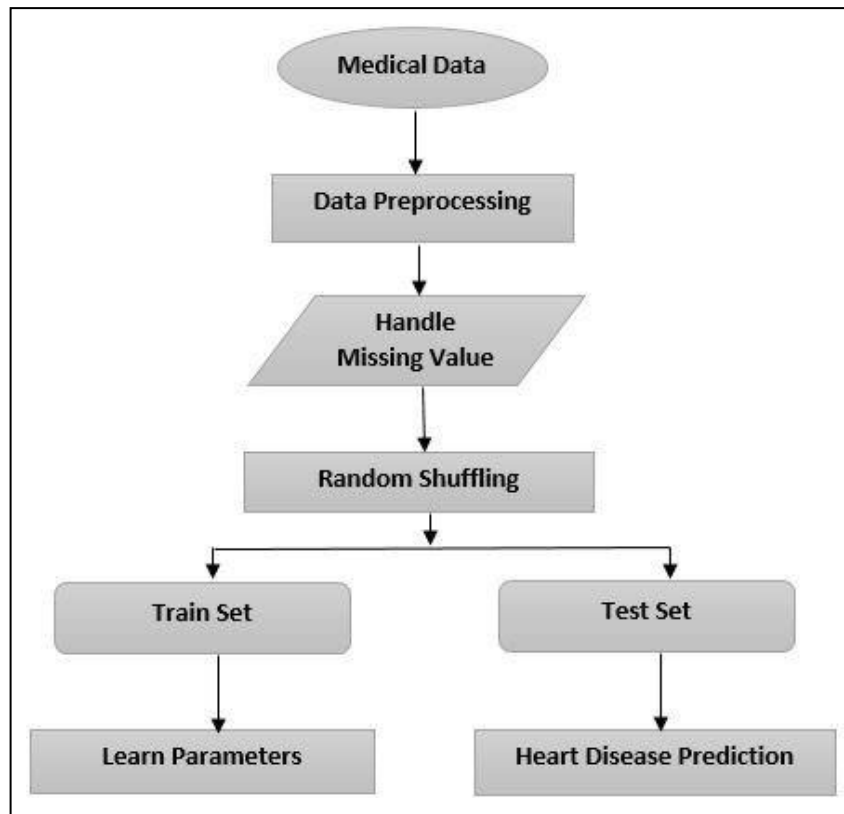 Medical Data
Data Preprocessing
Handle
Missing Value
Random Shuffling
Train Set
Test Set
Learn Parameters
Heart Disease Prediction